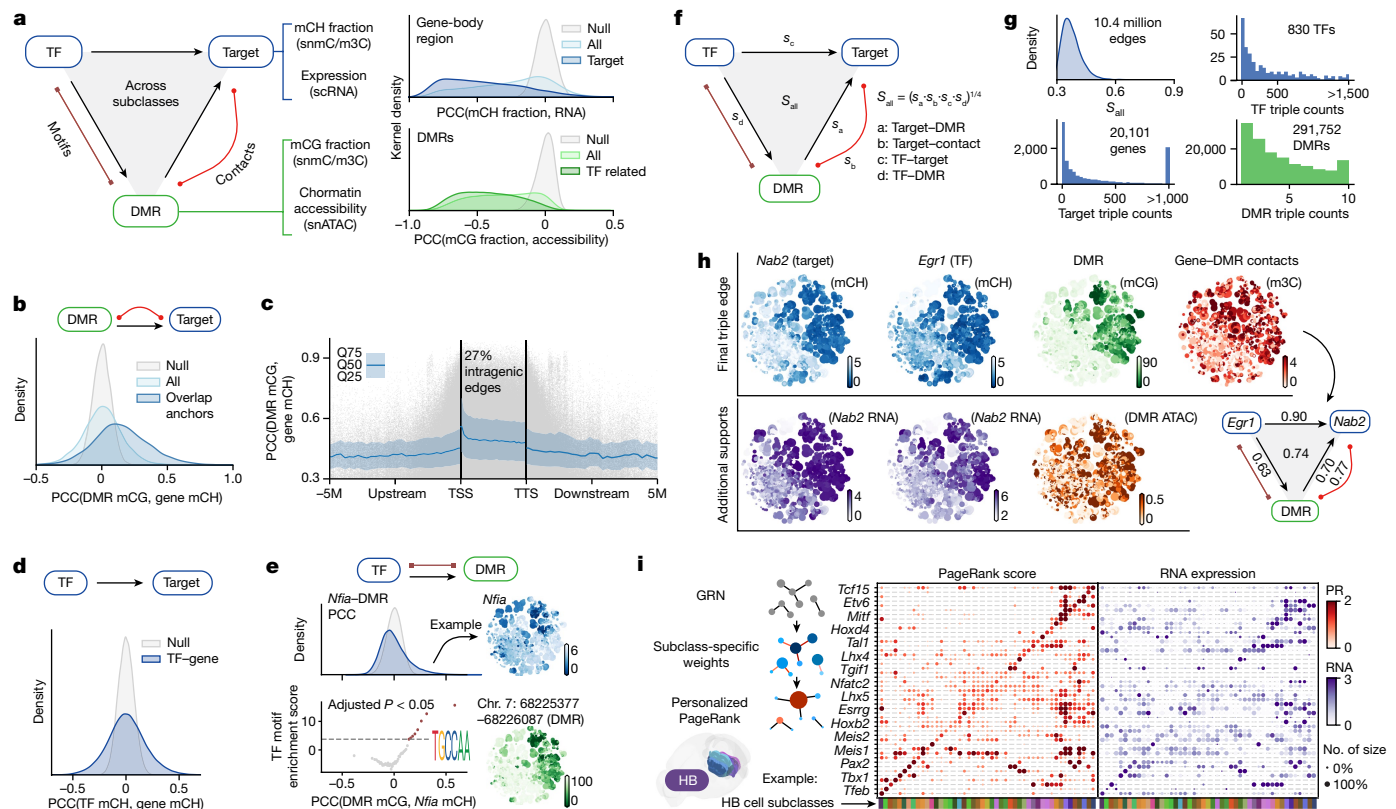 a
TF
Target
Across
subclasses
Motifs
Contacts
DMR
mCH fraction
(snmC/m3C)
Expression
(scRNA)
mCG fraction
(snmC/m3C)
Chormatin
accessibility
(snATAC)
Kernel density
Gene-body
region
Null
All
Target
PCC(mCH fraction, RNA)
DMRs
Null
All
TF related
−1.0 −0.5 0 0.5
PCC(mCG fraction, accessibility)
b
DMR
Target
Null
All
Overlap
anchors
Density
−0.5 0 0.5 1.0
PCC(DMR mCG, gene mCH)
c
PCC(DMR mCG,
gene mCH)
0.9
0.6
0.3
Q75
Q50
Q25
27%
intragenic
edges
−5M Upstream TSS TTS Downstream 5M
d
TF
Target
Null
TF–gene
Density
−0.5 0 0.5
PCC(TF mCH, gene mCH)
e
TF
DMR
Nfia–DMR
PCC
Density
Example
Nfia
6
0
TF motif
enrichment score
Adjusted P < 0.05
10
0
TGCCAA
−0.5 0 0.5
PCC(DMR mCG, Nfia mCH)
Chr. 7: 68225377
–68226087 (DMR)
100
0
f
TF
Target
DMR
sc
sd
Sall
sa
sb
Sall = (sa·sb·sc·sd)1/4
a: Target–DMR
b: Target–contact
c: TF–target
d: TF–DMR
g
Density
10.4 million
edges
0.3 0.6 0.9
Sall
50
25
0
830 TFs
0 500 >1,500
TF triple counts
2,000
0
20,101
genes
0 500 >1,000
Target triple counts
20,000
0
291,752
DMRs
5 10
DMR triple counts
h
Final triple edge
Nab2 (target)
(mCH)
5
0
Egr1 (TF)
(mCH)
5
0
DMR
(mCG)
90
0
Gene–DMR contacts
(m3C)
4
0
Additional supports
(Nab2 RNA)
4
0
(Nab2 RNA)
6
2
(DMR ATAC)
0.5
0
Egr1
0.90
Nab2
0.74
0.63
0.70
0.77
DMR
i
GRN
Subclass-specific
weights
Personalized
PageRank
HB
Example:
HB cell subclasses
PageRank score
RNA expression
Tcf15
Etv6
Mitf
Hoxd4
Tal1
Lhx4
Tgif1
Nfatc2
Lhx5
Esrrg
Hoxb2
Meis2
Meis1
Pax2
Tbx1
Tfeb
PR
2
0
RNA
3
0
No. of size
0%
100%